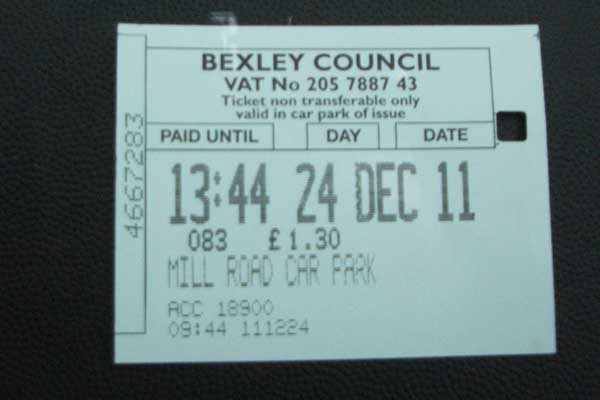 BEXLEY COUNCIL
VAT No 205 7887 43
Ticket non transferable only
valid in car park of issue
PAID UNTIL DAY DATE
13:44 24 DEC 11
083 £1.30
MILL ROAD CAR PARK
ACC 18900
09:44 111224
4667283